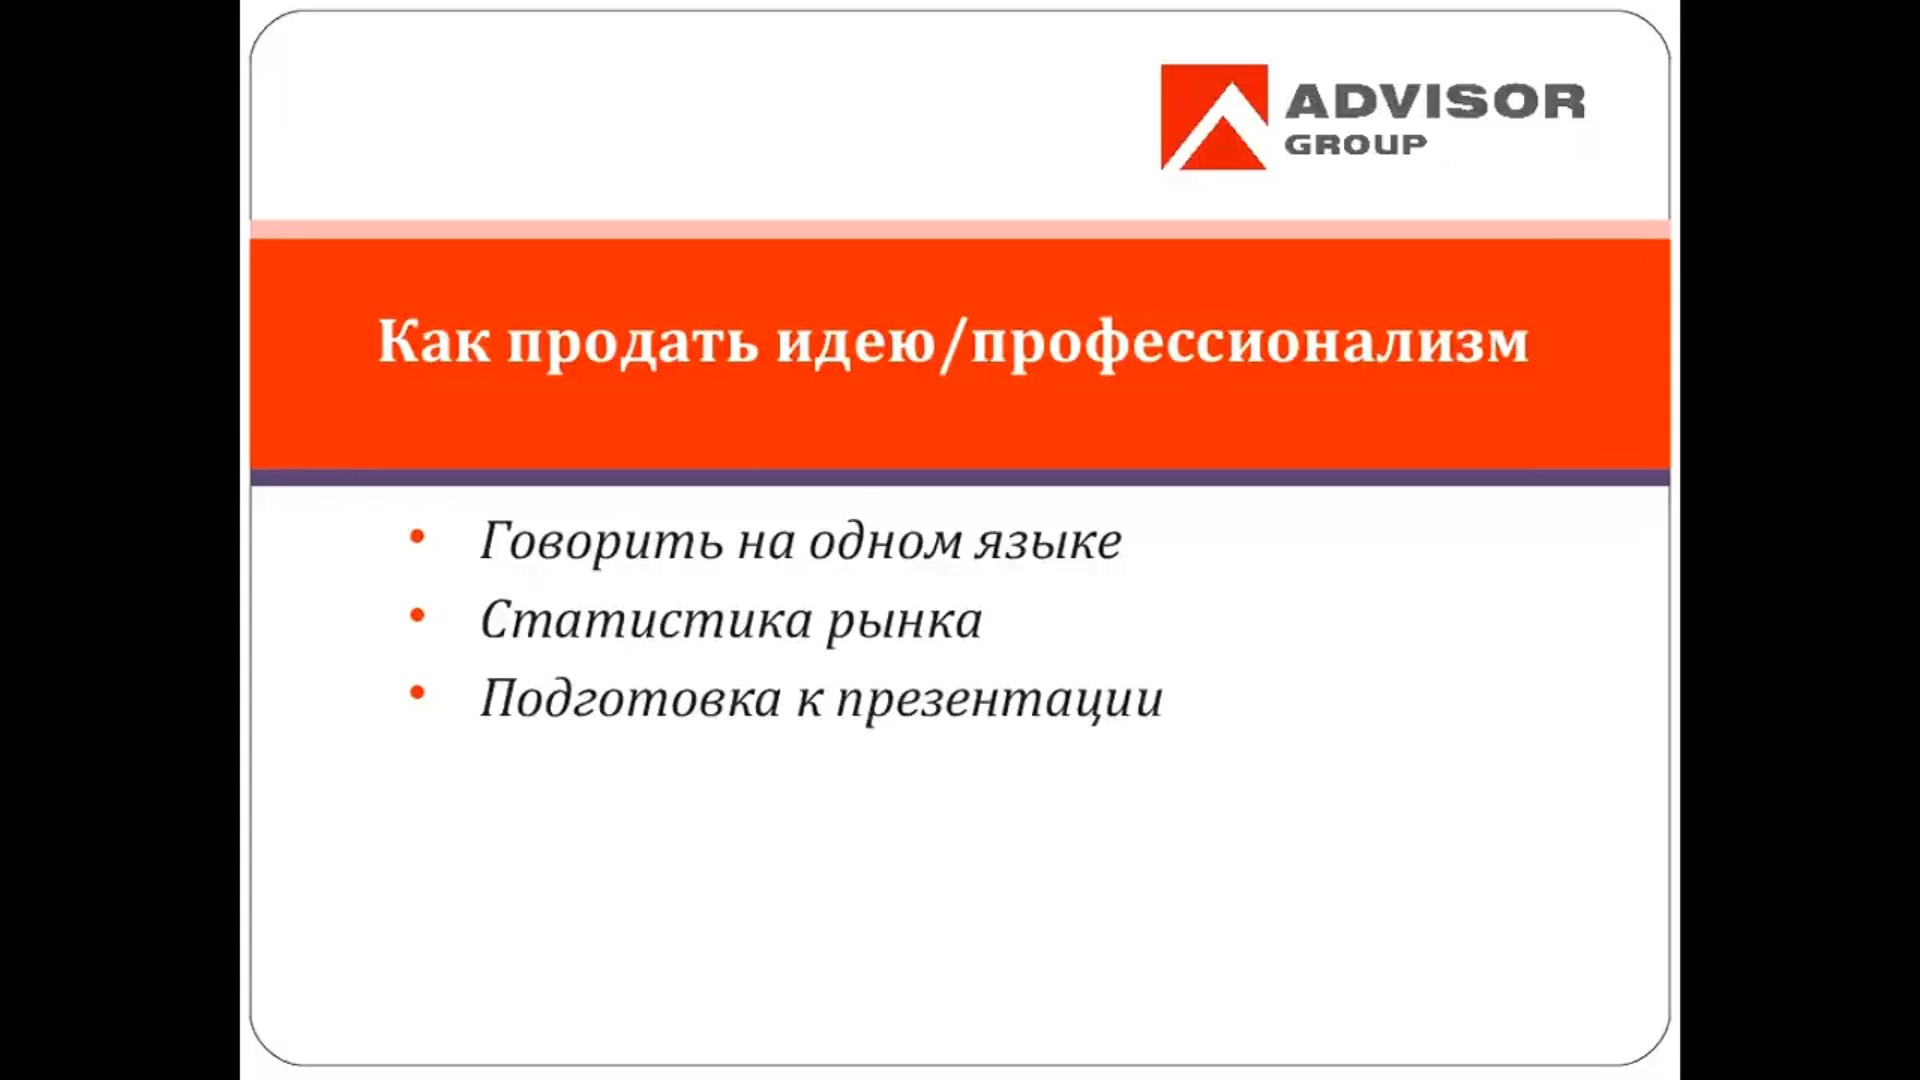 ADVISOR
GROUP
Как продать идею/профессионализм
• Говорить на одном языке
• Статистика рынка
• Подготовка к презентации